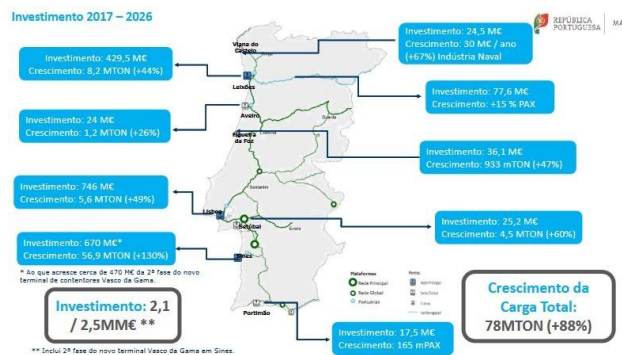 Investimento 2017 – 2026
REPÚBLICA
PORTUGUESA
MA
Investimento: 24,5 M€
Crescimento: 30 M€ / ano
(+67%) Indústria Naval
Viana do
Castelo
Investimento: 429,5 M€
Crescimento: 8,2 MTON (+44%)
Leixões
Investimento: 77,6 M€
Crescimento: +15 % PAX
Investimento: 24 M€
Crescimento: 1,2 MTON (+26%)
Aveiro
Guarda
Figueira
da Foz
Coimbra
Investimento: 36,1 M€
Crescimento: 933 mTON (+47%)
Investimento: 746 M€
Crescimento: 5,6 MTON (+49%)
Santarém
Lisboa
Setúbal
Évora
Investimento: 25,2 M€
Crescimento: 4,5 MTON (+60%)
Investimento: 670 M€*
Crescimento: 56,9 MTON (+130%)
Sines
* Ao que acresce cerca de 470 M€ da 2ª fase do novo
terminal de contentores Vasco da Gama.
Plataformas
Rede Principal
Rede Global
Portuárias
Portos
Investimento: 2,1
/ 2,5MM€ **
Crescimento da
Carga Total:
78MTON (+88%)
Portimão
Investimento: 17,5 M€
Crescimento: 165 mPAX
** Inclui 2ª fase do novo terminal Vasco da Gama em Sines.